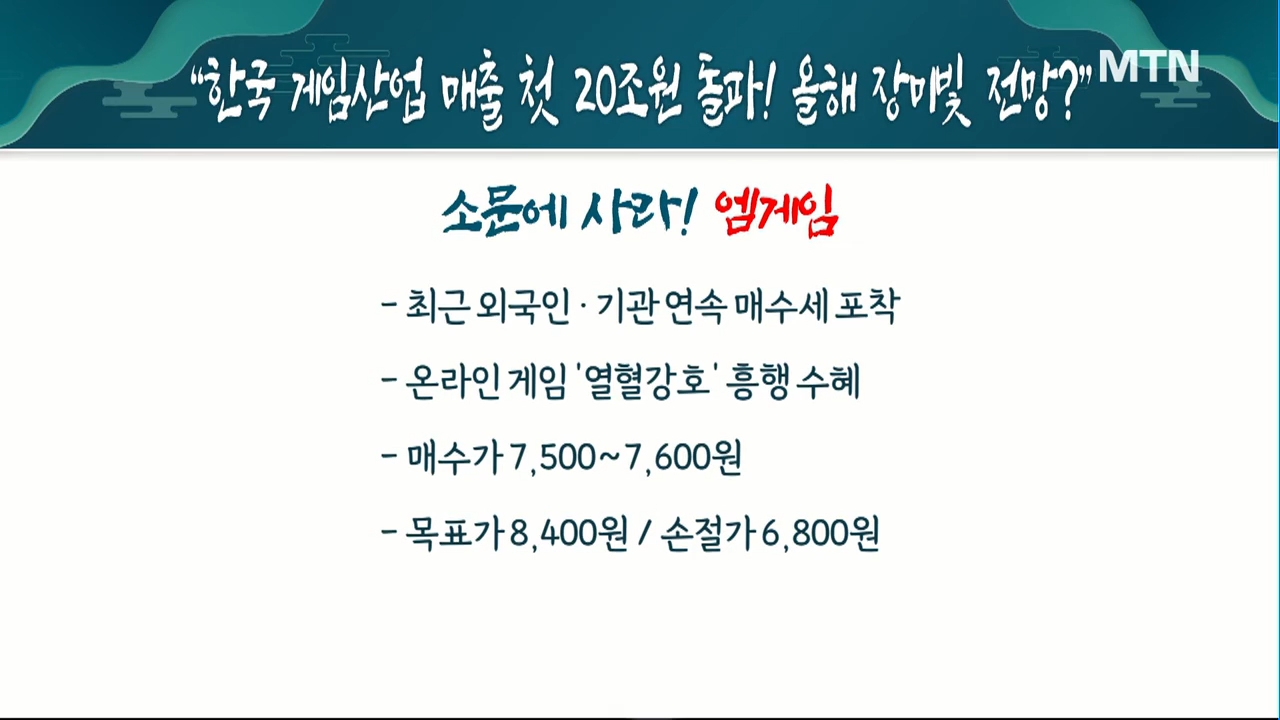 "한국 게임산업 매출 첫 20조원 돌파! 올해 장미빛 전망?"
MTN
소문에 사라! 엠게임
- 최근 외국인 · 기관 연속 매수세 포착
- 온라인 게임 '열혈강호' 흥행 수혜
- 매수가 7,500~7,600원
- 목표가 8,400원 / 손절가 6,800원